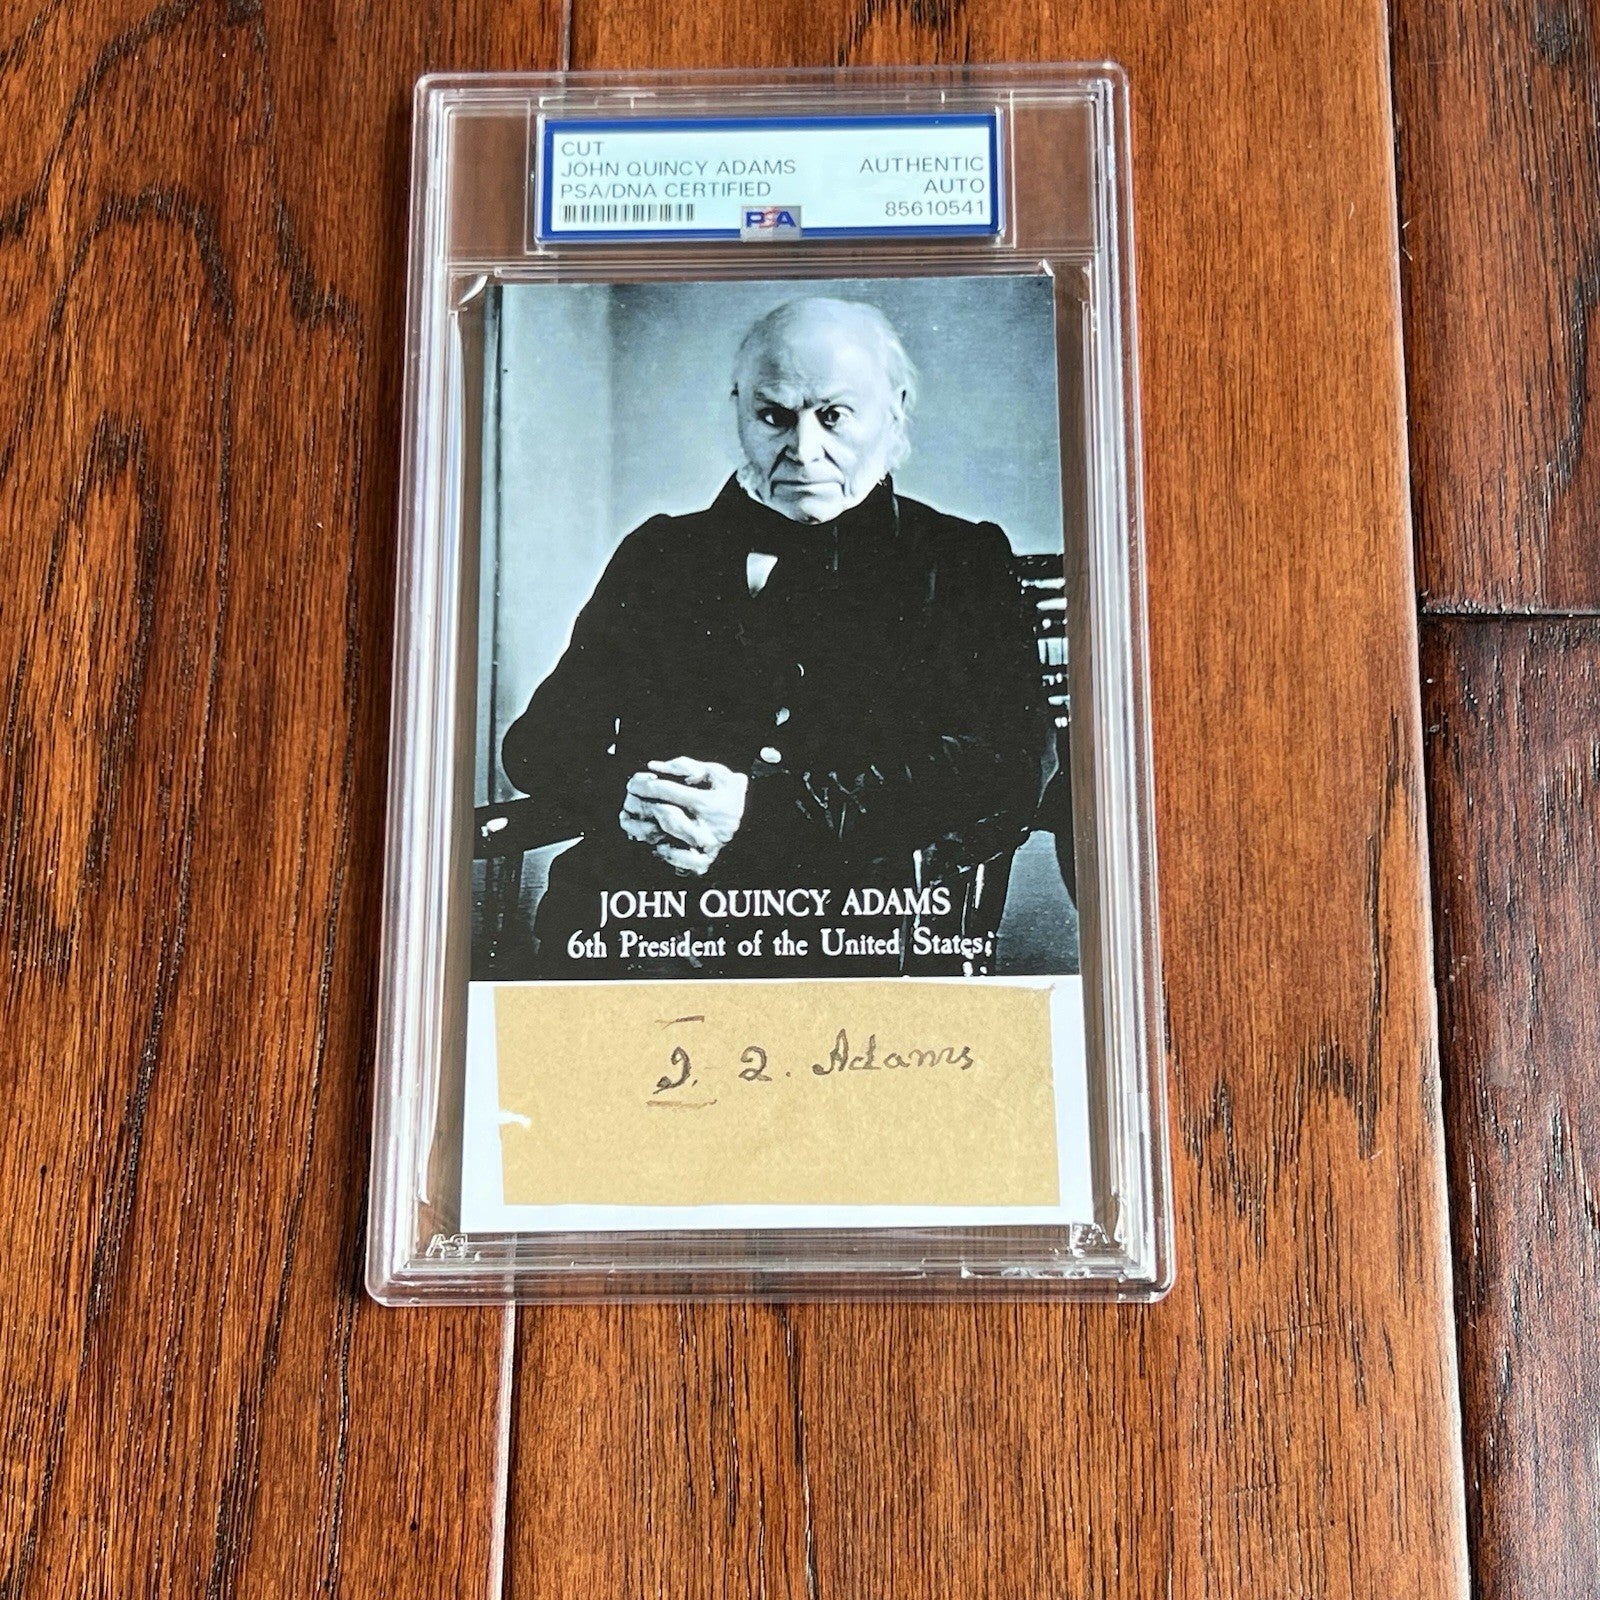 CUT
JOHN QUINCY ADAMS
PSA/DNA CERTIFIED
AUTHENTIC
AUTO
85610541
PSA
JOHN QUINCY ADAMS
6th President of the United States
J. Q. Adams